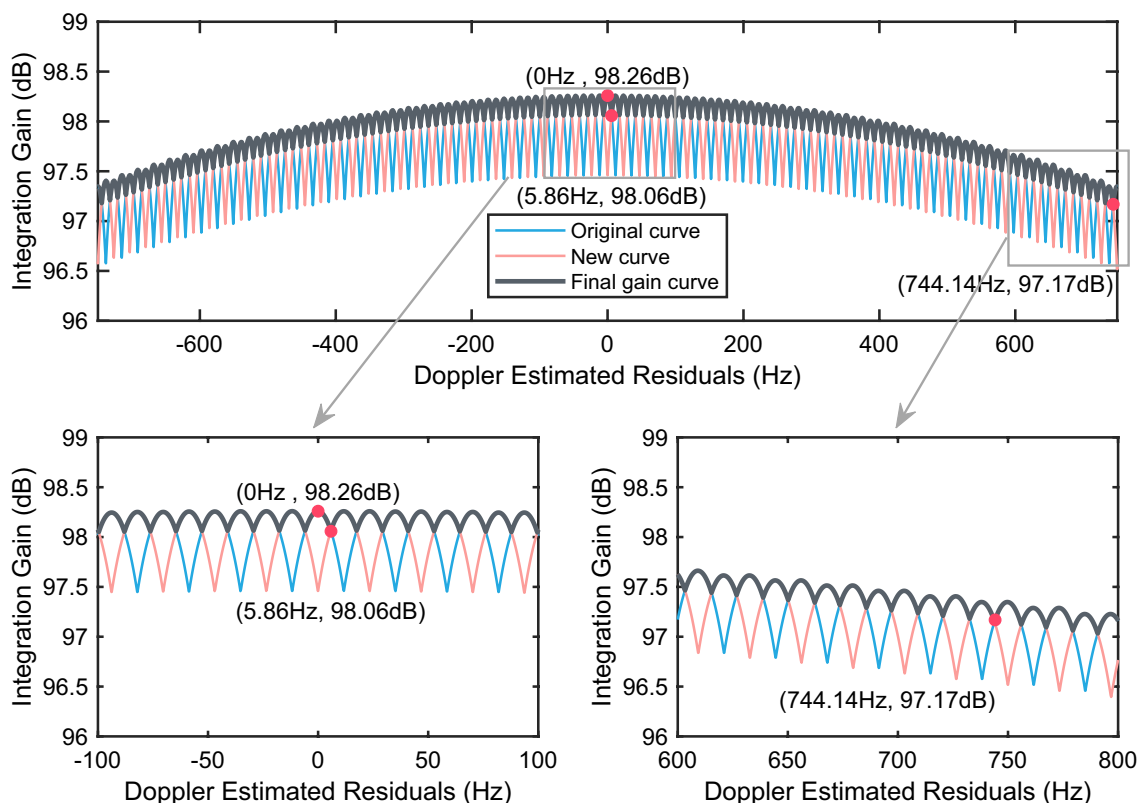 99
98.5
98
97.5
97
96.5
96
Integration Gain (dB)
(0Hz , 98.26dB)
(5.86Hz, 98.06dB)
Original curve
New curve
Final gain curve
(744.14Hz, 97.17dB)
-600 -400 -200 0 200 400 600
Doppler Estimated Residuals (Hz)
99
98.5
98
97.5
97
96.5
96
Integration Gain (dB)
(0Hz , 98.26dB)
(5.86Hz, 98.06dB)
-100 -50 0 50 100
Doppler Estimated Residuals (Hz)
99
98.5
98
97.5
97
96.5
96
Integration Gain (dB)
(744.14Hz, 97.17dB)
600 650 700 750 800
Doppler Estimated Residuals (Hz)